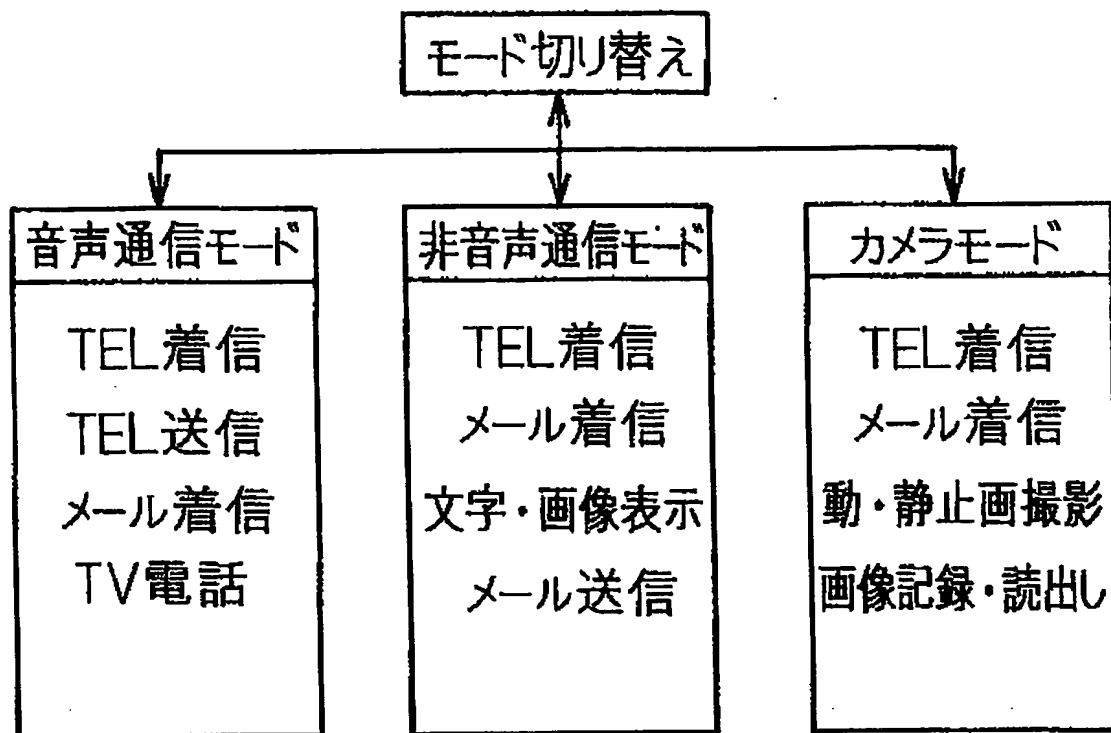 モード切り替え
音声通信モード
TEL着信
TEL送信
メール着信
TV電話
非音声通信モード
TEL着信
メール着信
文字・画像表示
メール送信
カメラモード
TEL着信
メール着信
動・静止画撮影
画像記録・読出し